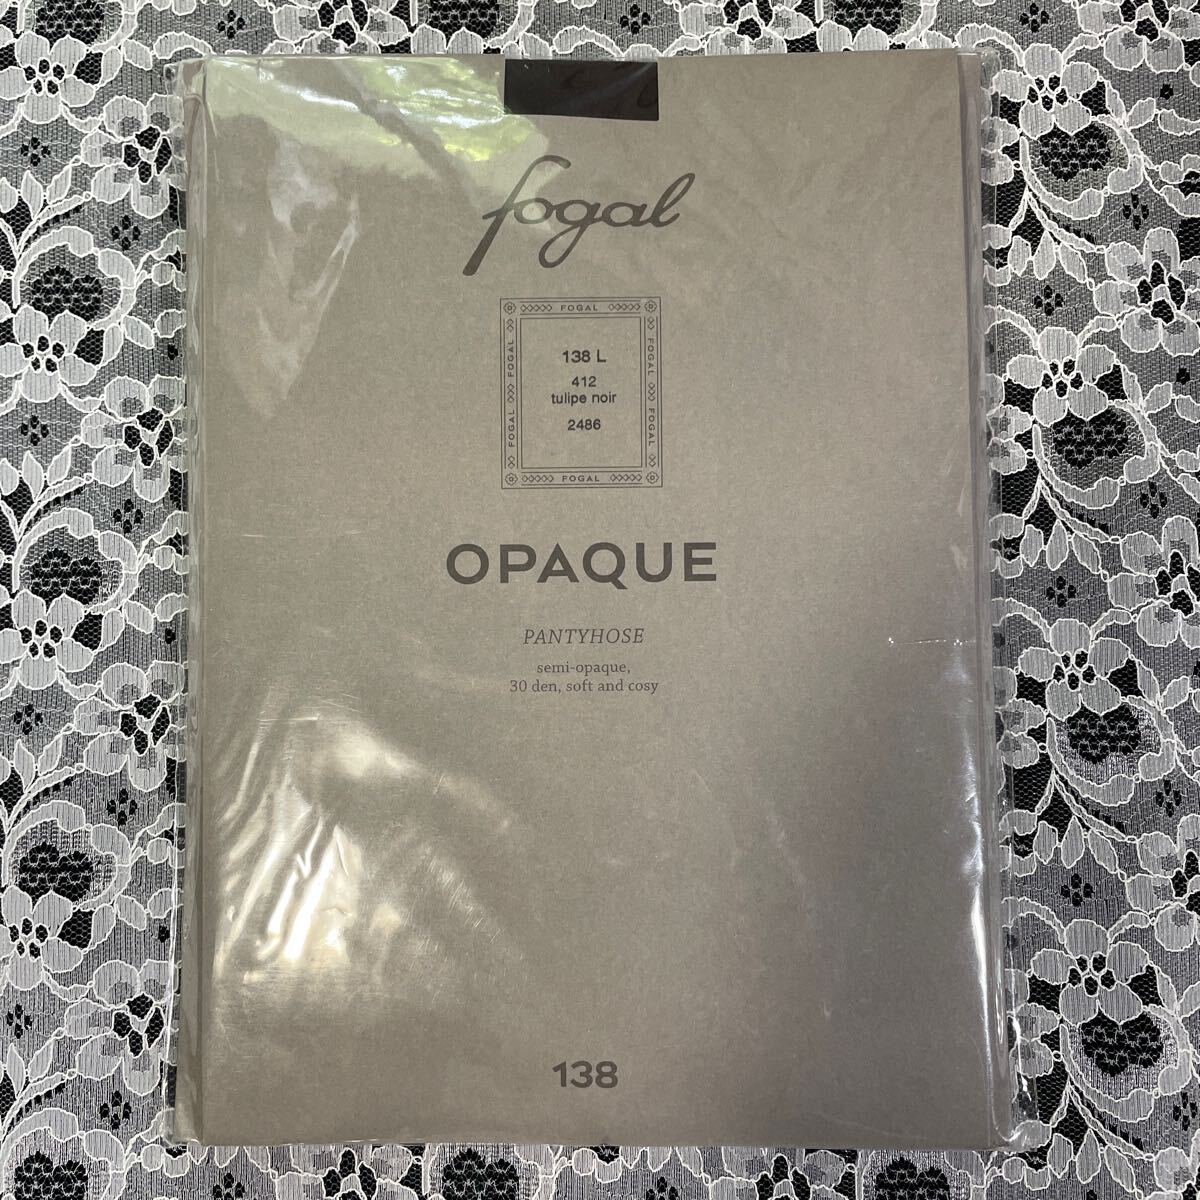 fogal
FOGAL
138 L
412
tulipe noir
2486
FOGAL
FOGAL
FOGAL
FOGAL
FOGAL
OPAQUE
PANTYHOSE
semi-opaque,
30 den, soft and cosy
138